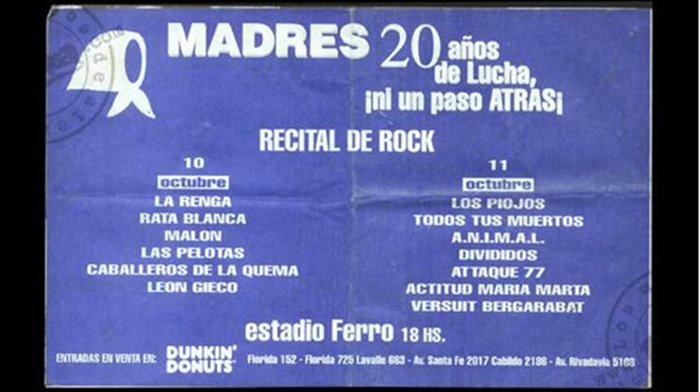 MADRES 20 años
de Lucha,
¡ni un paso ATRAS¡
RECITAL DE ROCK
10
octubre
LA RENGA
RATA BLANCA
MALON
LAS PELOTAS
CABALLEROS DE LA QUEMA
LEON GIECO
11
octubre
LOS PIOJOS
TODOS TUS MUERTOS
A.N.I.M.A.L.
DIVIDIDOS
ATTAQUE 77
ACTITUD MARIA MARTA
VERSUIT BERGARABAT
estadio Ferro 18 HS.
ENTRADAS EN VENTA EN: DUNKIN' DONUTS Florida 152 - Florida 725 Lavalle 663 - Av. Santa Fe 2017 Cabildo 2186 - Av. Rivadavia 5103